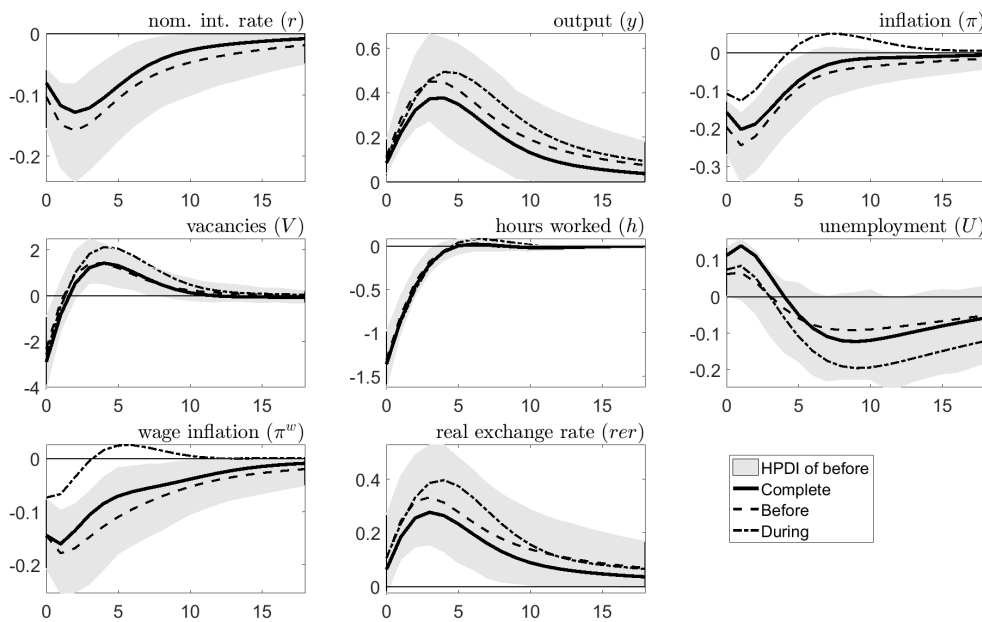 nom. int. rate (r)
0
-0.1
-0.2
0 5 10 15
output (y)
0.6
0.4
0.2
0
0 5 10 15
inflation (π)
0
-0.1
-0.2
-0.3
0 5 10 15
vacancies (V)
2
0
-2
-4
0 5 10 15
hours worked (h)
0
-0.5
-1
-1.5
0 5 10 15
unemployment (U)
0.1
0
-0.1
-0.2
0 5 10 15
wage inflation (πʷ)
0
-0.1
-0.2
0 5 10 15
real exchange rate (rer)
0.4
0.2
0
0 5 10 15
HPDI of before
Complete
Before
During